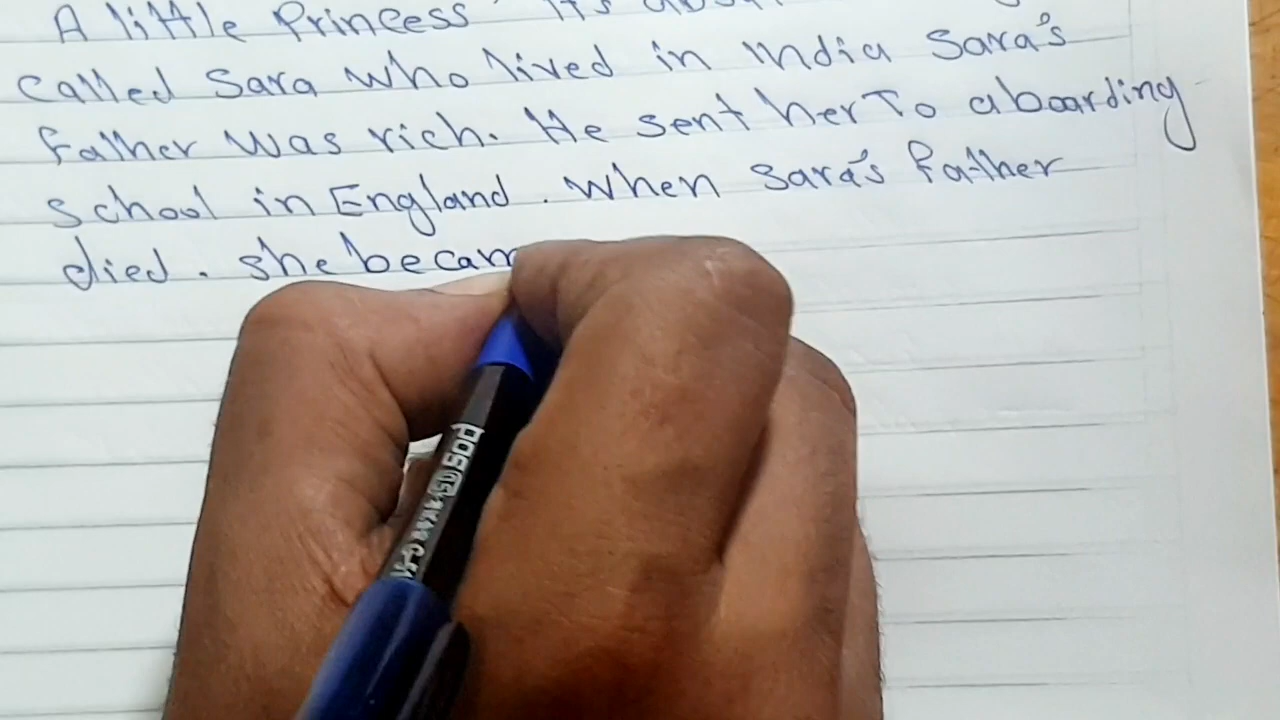 A little Princess
Called Sara who lived in India Sara's
father was rich. He sent her To a boarding
school in England. When Sara's father
died. she becam